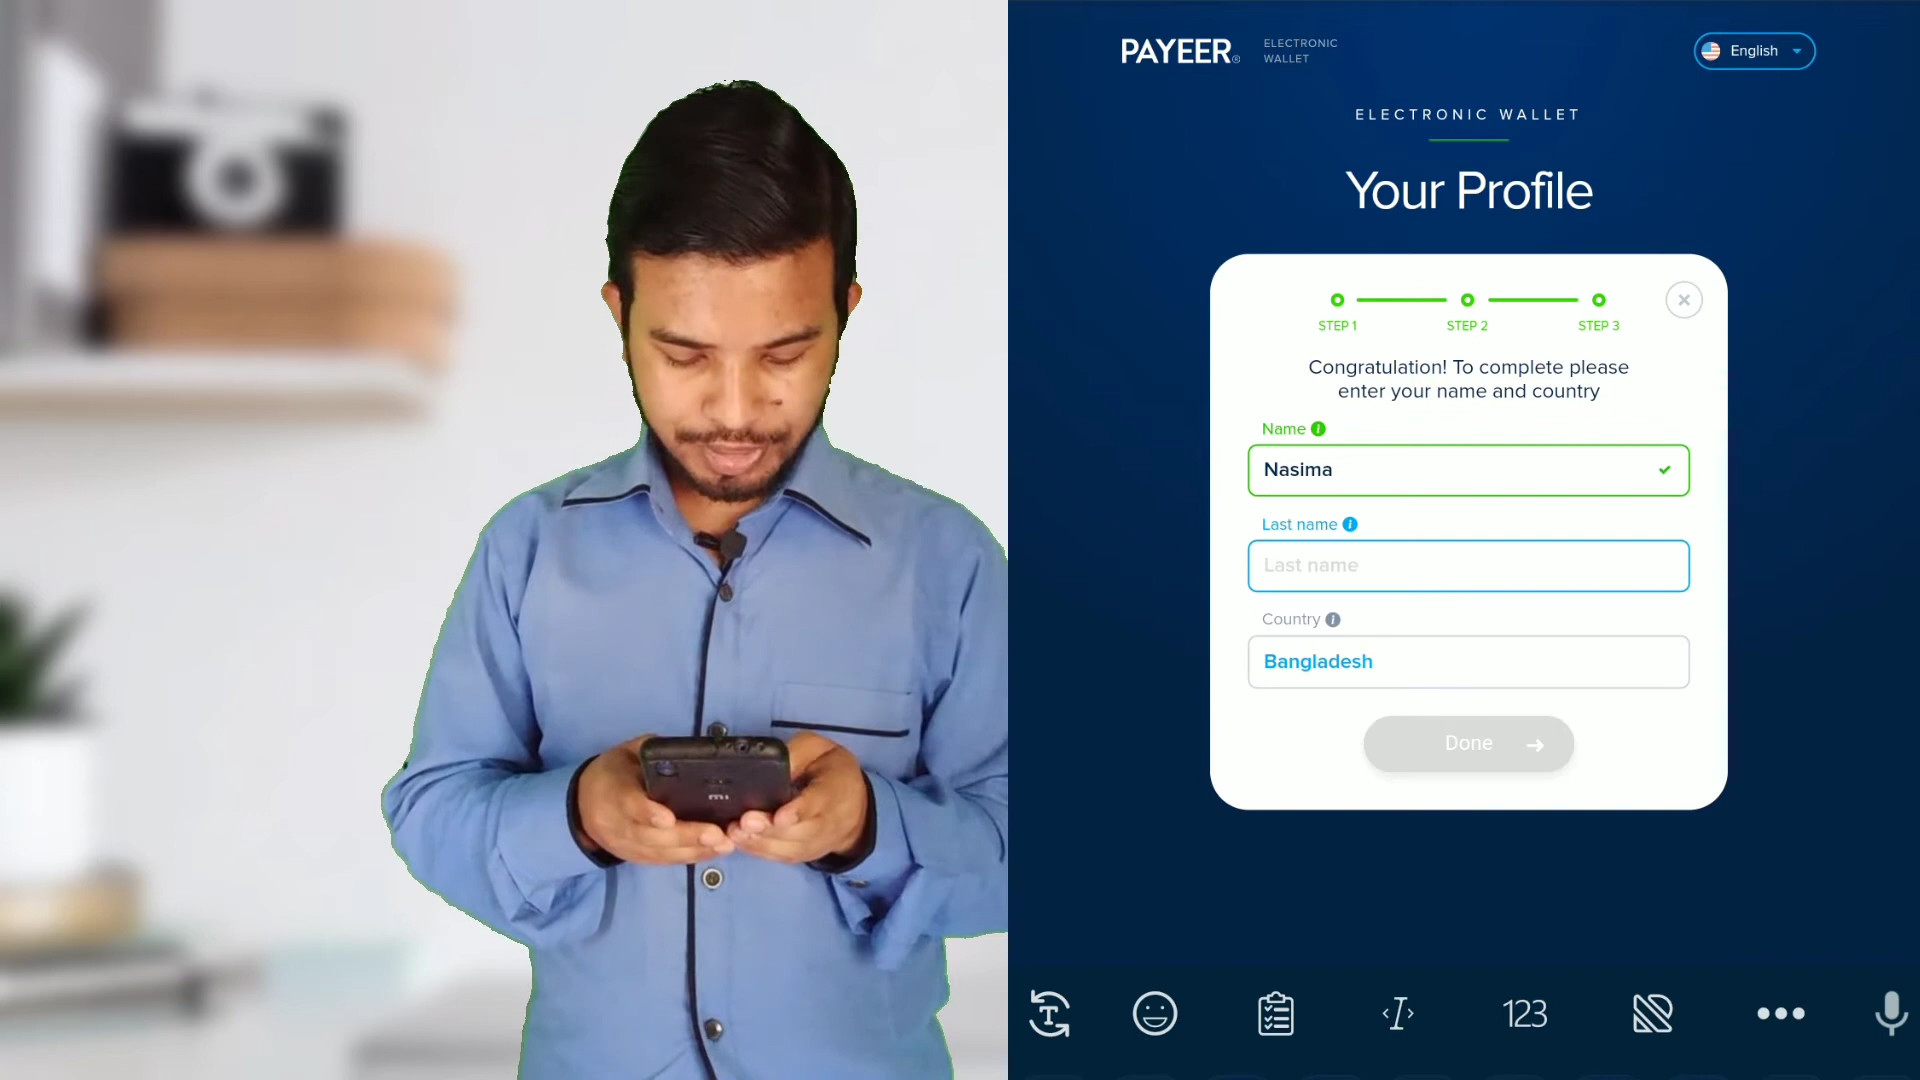 PAYEER®
ELECTRONIC
WALLET
English
ELECTRONIC WALLET
Your Profile
STEP 1
STEP 2
STEP 3
Congratulation! To complete please
enter your name and country
Name
Nasima
Last name
Last name
Country
Bangladesh
Done
mi
123